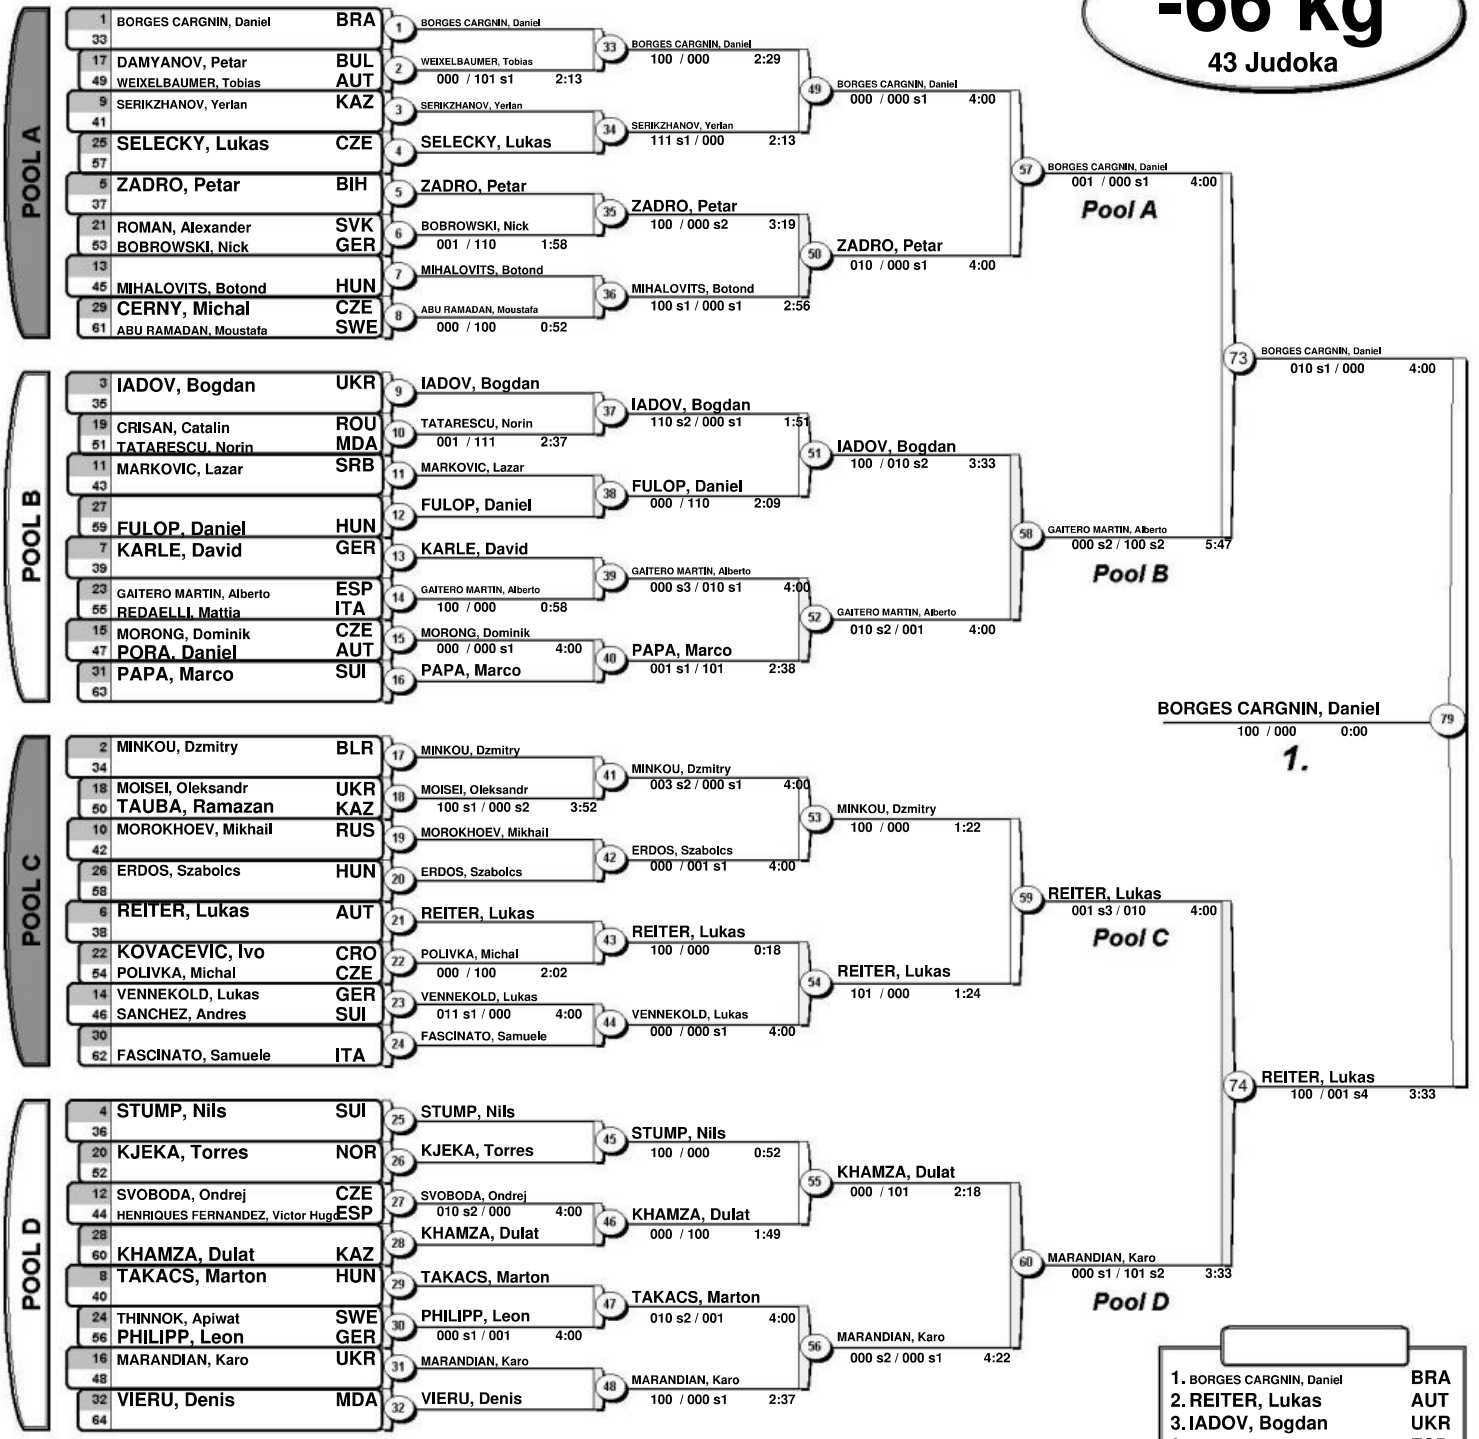 -66 kg
43 Judoka
POOL A
1 BORGES CARGNIN, Daniel BRA
33
17 DAMYANOV, Petar BUL
49 WEIXELBAUMER, Tobias AUT
9 SERIKZHANOV, Yerlan KAZ
41
25 SELECKY, Lukas CZE
57
5 ZADRO, Petar BIH
37
21 ROMAN, Alexander SVK
53 BOBROWSKI, Nick GER
13
45 MIHALOVITS, Botond HUN
29 CERNY, Michal CZE
61 ABU RAMADAN, Moustafa SWE
1 BORGES CARGNIN, Daniel
2 WEIXELBAUMER, Tobias
000 / 101 s1 2:13
3 SERIKZHANOV, Yerlan
4 SELECKY, Lukas
5 ZADRO, Petar
6 BOBROWSKI, Nick
001 / 110 1:58
7 MIHALOVITS, Botond
8 ABU RAMADAN, Moustafa
000 / 100 0:52
33 BORGES CARGNIN, Daniel
100 / 000 2:29
34 SERIKZHANOV, Yerlan
111 s1 / 000 2:13
35 ZADRO, Petar
100 / 000 s2 3:19
36 MIHALOVITS, Botond
100 s1 / 000 s1 2:56
49 BORGES CARGNIN, Daniel
000 / 000 s1 4:00
50 ZADRO, Petar
010 / 000 s1 4:00
57 BORGES CARGNIN, Daniel
001 / 000 s1 4:00
Pool A
POOL B
3 IADOV, Bogdan UKR
35
19 CRISAN, Catalin ROU
51 TATARESCU, Norin MDA
11 MARKOVIC, Lazar SRB
43
27
59 FULOP, Daniel HUN
7 KARLE, David GER
39
23 GAITERO MARTIN, Alberto ESP
55 REDAELLI, Mattia ITA
15 MORONG, Dominik CZE
47 PORA, Daniel AUT
31 PAPA, Marco SUI
63
9 IADOV, Bogdan
10 TATARESCU, Norin
001 / 111 2:37
11 MARKOVIC, Lazar
12 FULOP, Daniel
13 KARLE, David
14 GAITERO MARTIN, Alberto
100 / 000 0:58
15 MORONG, Dominik
000 / 000 s1 4:00
16 PAPA, Marco
37 IADOV, Bogdan
110 s2 / 000 s1 1:51
38 FULOP, Daniel
000 / 110 2:09
39 GAITERO MARTIN, Alberto
000 s3 / 010 s1 4:00
40 PAPA, Marco
001 s1 / 101 2:38
51 IADOV, Bogdan
100 / 010 s2 3:33
52 GAITERO MARTIN, Alberto
010 s2 / 001 4:00
58 GAITERO MARTIN, Alberto
000 s2 / 100 s2 5:47
Pool B
73 BORGES CARGNIN, Daniel
010 s1 / 000 4:00
BORGES CARGNIN, Daniel 79
100 / 000 0:00
1.
POOL C
2 MINKOU, Dzmitry BLR
34
18 MOISEI, Oleksandr UKR
50 TAUBA, Ramazan KAZ
10 MOROKHOEV, Mikhail RUS
42
26 ERDOS, Szabolcs HUN
58
6 REITER, Lukas AUT
38
22 KOVACEVIC, Ivo CRO
54 POLIVKA, Michal CZE
14 VENNEKOLD, Lukas GER
46 SANCHEZ, Andres SUI
30
62 FASCINATO, Samuele ITA
17 MINKOU, Dzmitry
18 MOISEI, Oleksandr
100 s1 / 000 s2 3:52
19 MOROKHOEV, Mikhail
20 ERDOS, Szabolcs
21 REITER, Lukas
22 POLIVKA, Michal
000 / 100 2:02
23 VENNEKOLD, Lukas
011 s1 / 000 4:00
24 FASCINATO, Samuele
41 MINKOU, Dzmitry
003 s2 / 000 s1 4:00
42 ERDOS, Szabolcs
000 / 001 s1 4:00
43 REITER, Lukas
100 / 000 0:18
44 VENNEKOLD, Lukas
000 / 000 s1 4:00
53 MINKOU, Dzmitry
100 / 000 1:22
54 REITER, Lukas
101 / 000 1:24
59 REITER, Lukas
001 s3 / 010 4:00
Pool C
POOL D
4 STUMP, Nils SUI
36
20 KJEKA, Torres NOR
52
12 SVOBODA, Ondrej CZE
44 HENRIQUES FERNANDEZ, Victor Hugo ESP
28
60 KHAMZA, Dulat KAZ
8 TAKACS, Marton HUN
40
24 THINNOK, Apiwat SWE
56 PHILIPP, Leon GER
16 MARANDIAN, Karo UKR
48
32 VIERU, Denis MDA
64
25 STUMP, Nils
26 KJEKA, Torres
27 SVOBODA, Ondrej
010 s2 / 000 4:00
28 KHAMZA, Dulat
29 TAKACS, Marton
30 PHILIPP, Leon
000 s1 / 001 4:00
31 MARANDIAN, Karo
32 VIERU, Denis
45 STUMP, Nils
100 / 000 0:52
46 KHAMZA, Dulat
000 / 100 1:49
47 TAKACS, Marton
010 s2 / 001 4:00
48 MARANDIAN, Karo
100 / 000 s1 2:37
55 KHAMZA, Dulat
000 / 101 2:18
56 MARANDIAN, Karo
000 s2 / 000 s1 4:22
60 MARANDIAN, Karo
000 s1 / 101 s2 3:33
Pool D
74 REITER, Lukas
100 / 001 s4 3:33
1. BORGES CARGNIN, Daniel BRA
2. REITER, Lukas AUT
3. IADOV, Bogdan UKR